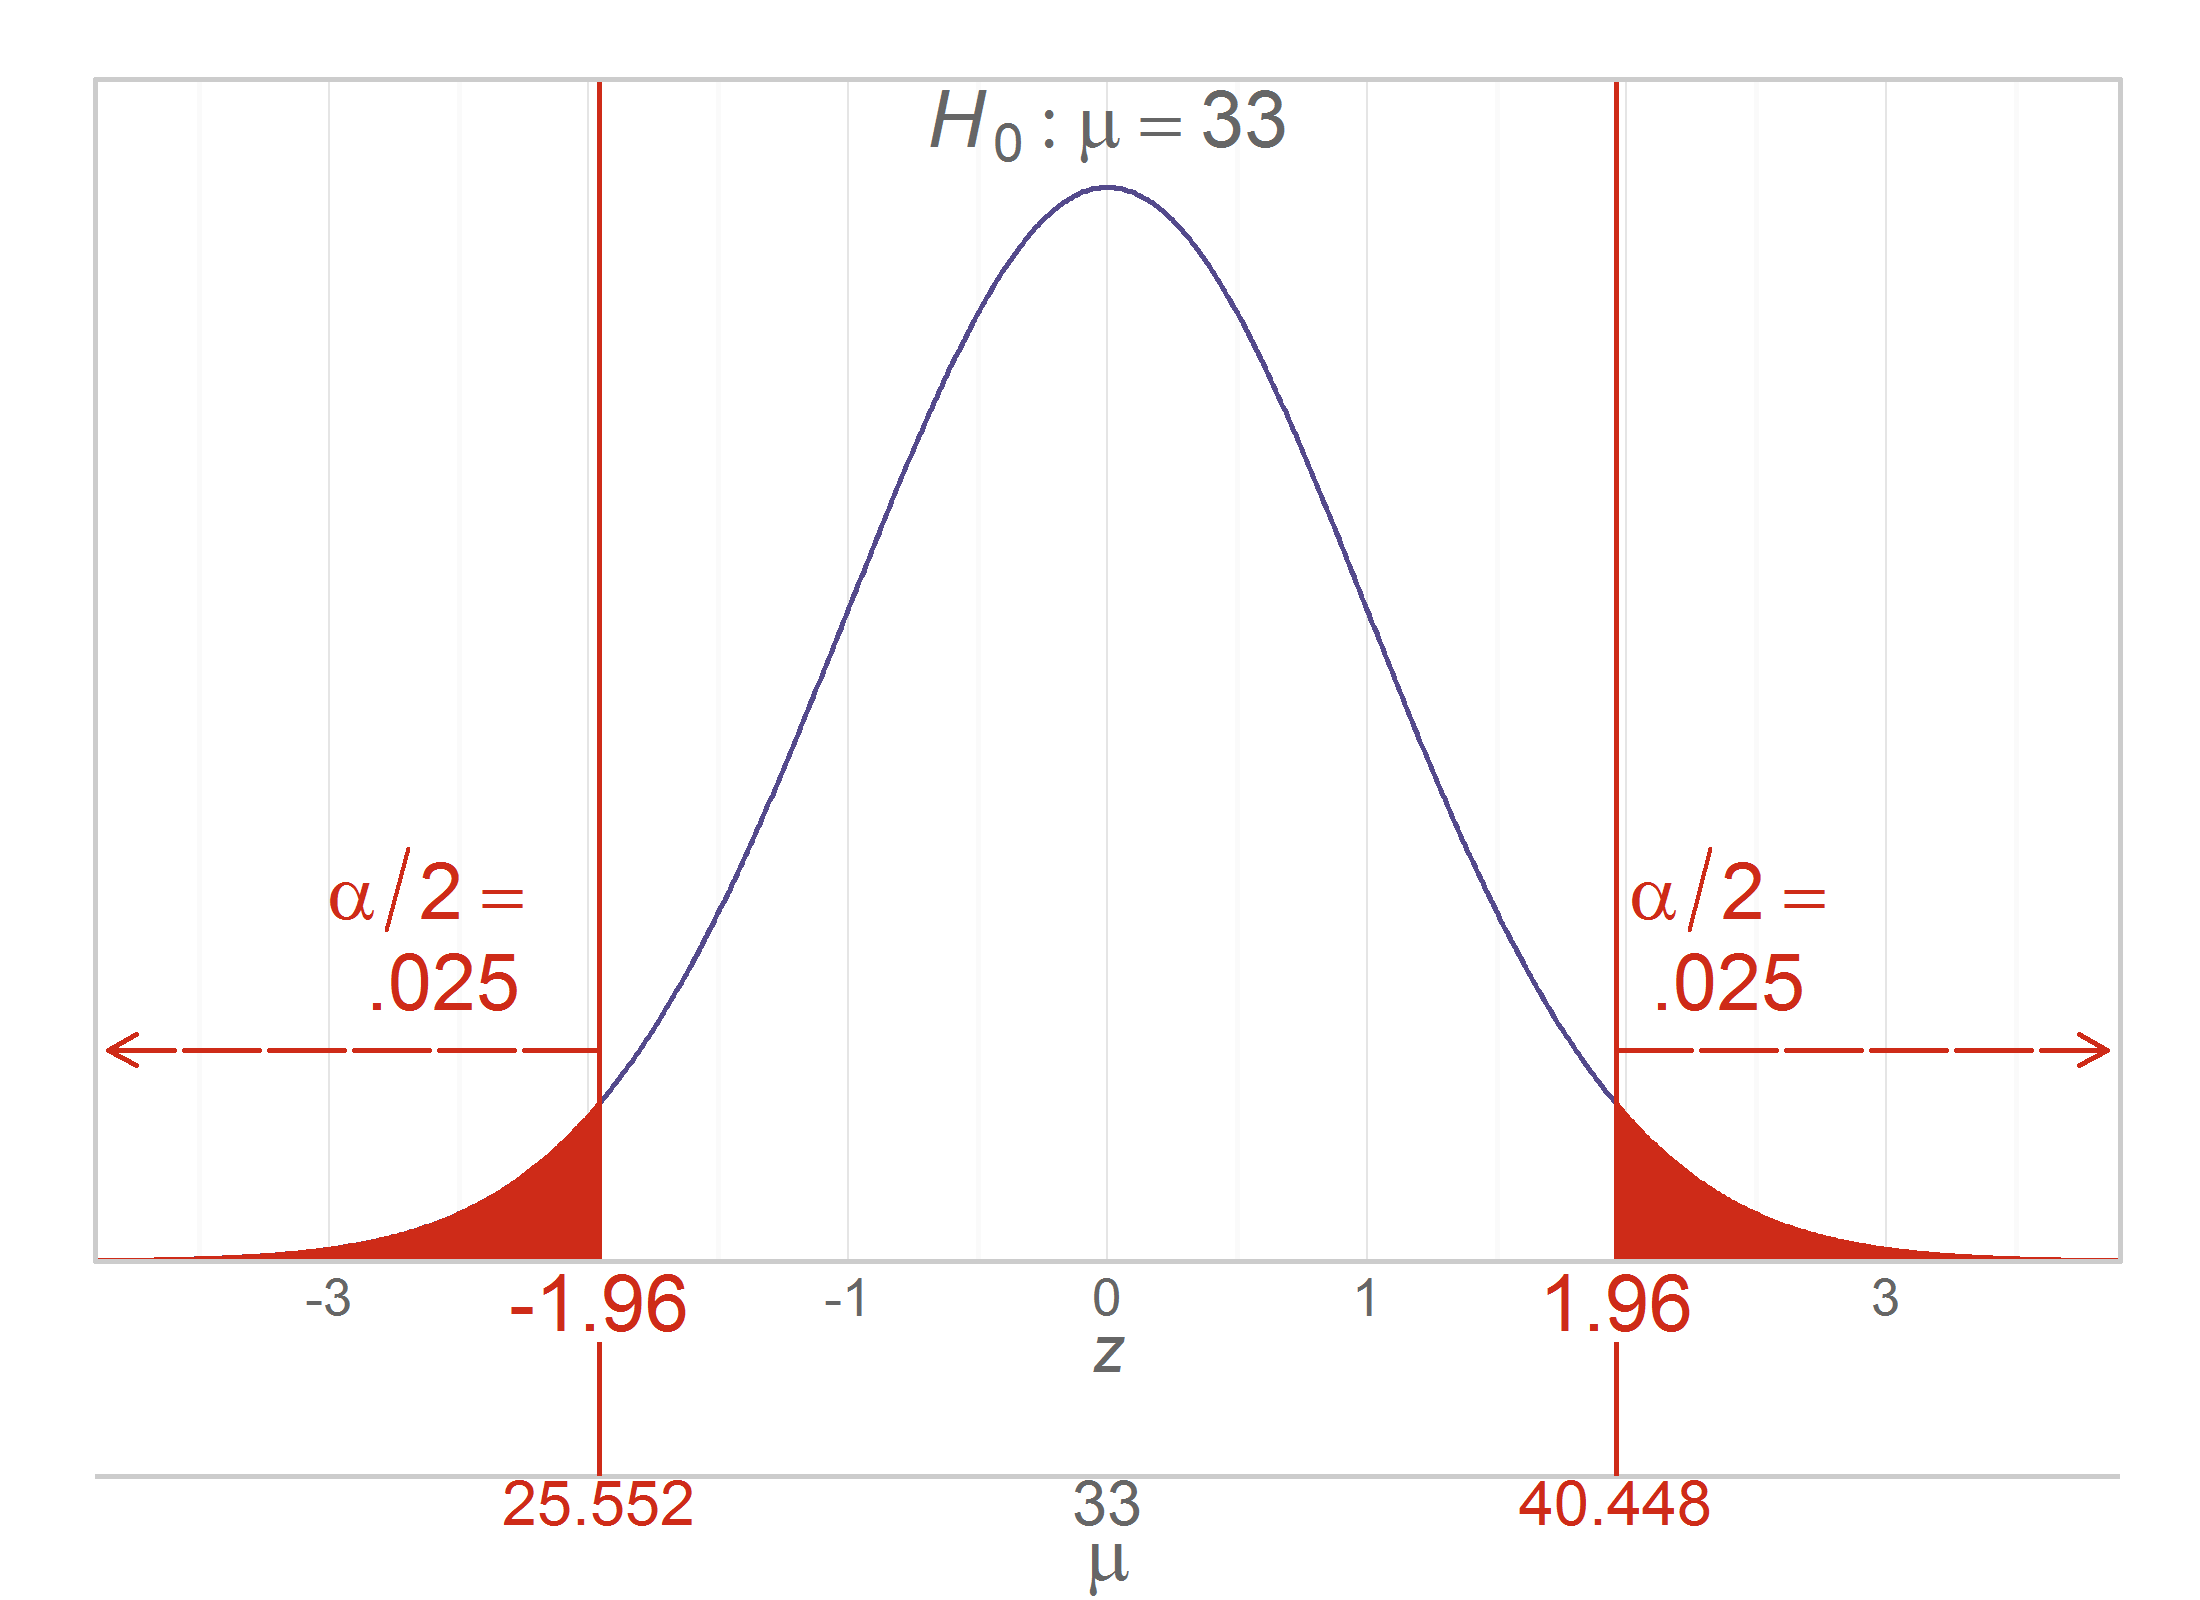 H₀ : μ = 33
α/2 =
.025
α/2 =
.025
-3 -1.96 -1 0 1 1.96 3
z
25.552 33 40.448
μ